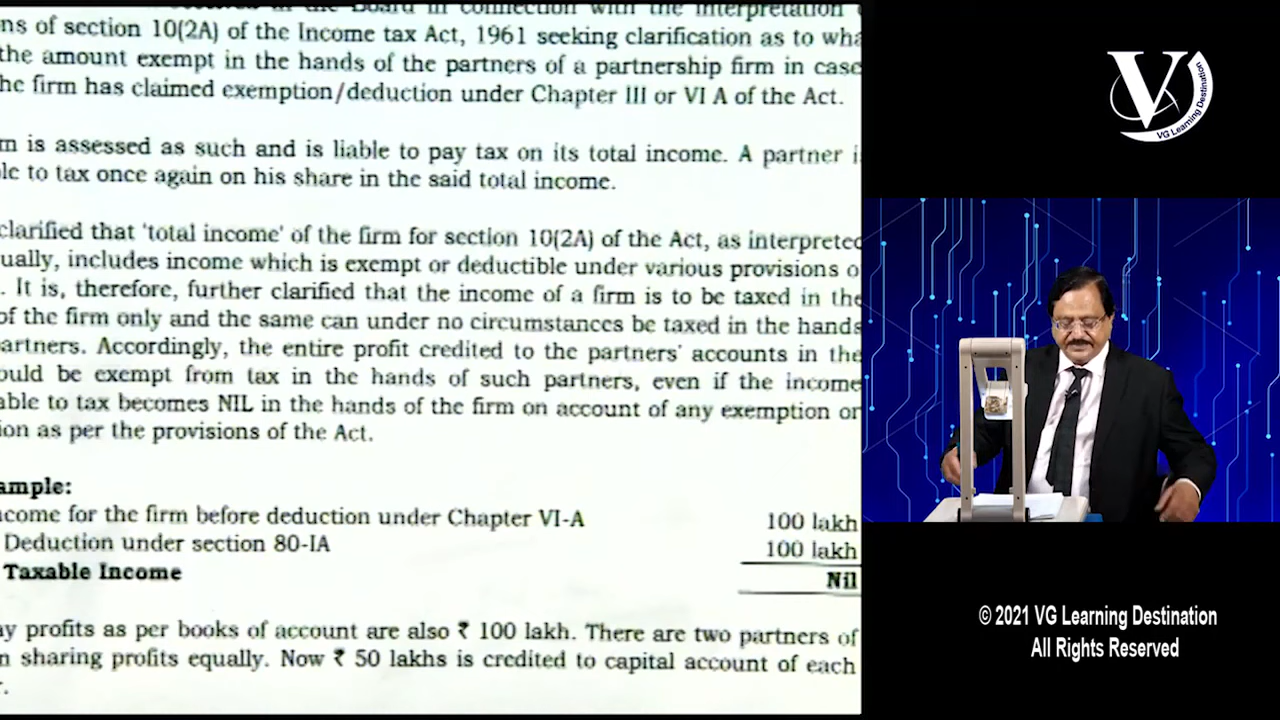 received in the Board in connection with the interpretation
ns of section 10(2A) of the Income tax Act, 1961 seeking clarification as to wha
the amount exempt in the hands of the partners of a partnership firm in case
he firm has claimed exemption/deduction under Chapter III or VI A of the Act.
m is assessed as such and is liable to pay tax on its total income. A partner i
le to tax once again on his share in the said total income.
clarified that 'total income' of the firm for section 10(2A) of the Act, as interpreted
ually, includes income which is exempt or deductible under various provisions o
. It is, therefore, further clarified that the income of a firm is to be taxed in the
of the firm only and the same can under no circumstances be taxed in the hands
artners. Accordingly, the entire profit credited to the partners' accounts in the
ould be exempt from tax in the hands of such partners, even if the income
able to tax becomes NIL in the hands of the firm on account of any exemption or
ion as per the provisions of the Act.
ample:
ncome for the firm before deduction under Chapter VI-A 100 lakh
Deduction under section 80-IA 100 lakh
Taxable Income Nil
ay profits as per books of account are also ₹ 100 lakh. There are two partners of
n sharing profits equally. Now ₹ 50 lakhs is credited to capital account of each
r.
V
VG Learning Destination
© 2021 VG Learning Destination
All Rights Reserved